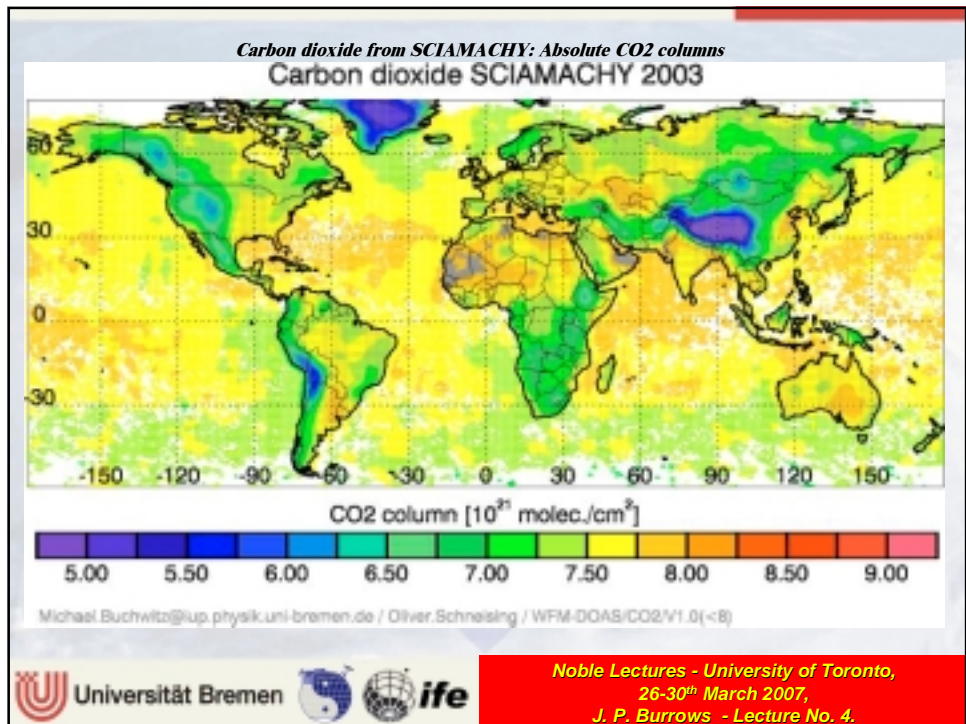 Carbon dioxide from SCIAMACHY: Absolute CO2 columns
Carbon dioxide SCIAMACHY 2003
60
30
0
-30
-150 -120 -90 -60 -30 0 30 60 90 120 150
CO2 column [10²¹ molec./cm²]
5.00 5.50 6.00 6.50 7.00 7.50 8.00 8.50 9.00
Michael.Buchwitz@iup.physik.uni-bremen.de / Oliver.Schneising / WFM-DOAS/CO2/V1.0(<8)
Universität Bremen
ife
Noble Lectures - University of Toronto,
26-30th March 2007,
J. P. Burrows - Lecture No. 4.